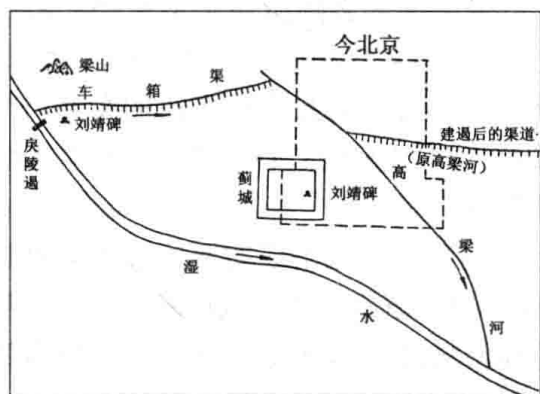 今北京
梁山
车箱渠
刘靖碑
戾陵遏
建遏后的渠道
(原高梁河)
蓟城
刘靖碑
高梁河
湿水